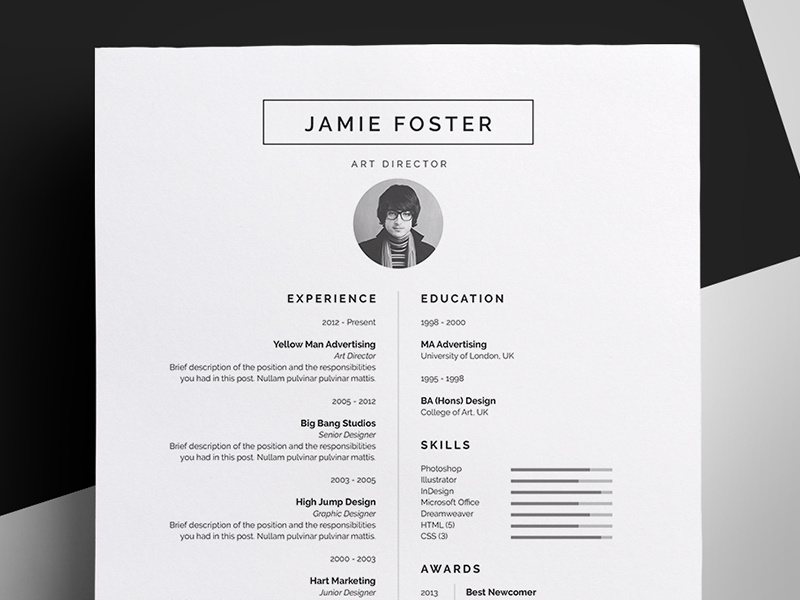 JAMIE FOSTER
ART DIRECTOR
EXPERIENCE
2012 - Present
Yellow Man Advertising
Art Director
Brief description of the position and the responsibilities
you had in this post. Nullam pulvinar pulvinar mattis.
2005 - 2012
Big Bang Studios
Senior Designer
Brief description of the position and the responsibilities
you had in this post. Nullam pulvinar pulvinar mattis.
2003 - 2005
High Jump Design
Graphic Designer
Brief description of the position and the responsibilities
you had in this post. Nullam pulvinar pulvinar mattis.
2000 - 2003
Hart Marketing
Junior Designer
EDUCATION
1998 - 2000
MA Advertising
University of London, UK
1995 - 1998
BA (Hons) Design
College of Art, UK
SKILLS
Photoshop
Illustrator
InDesign
Microsoft Office
Dreamweaver
HTML (5)
CSS (3)
AWARDS
2013 Best Newcomer